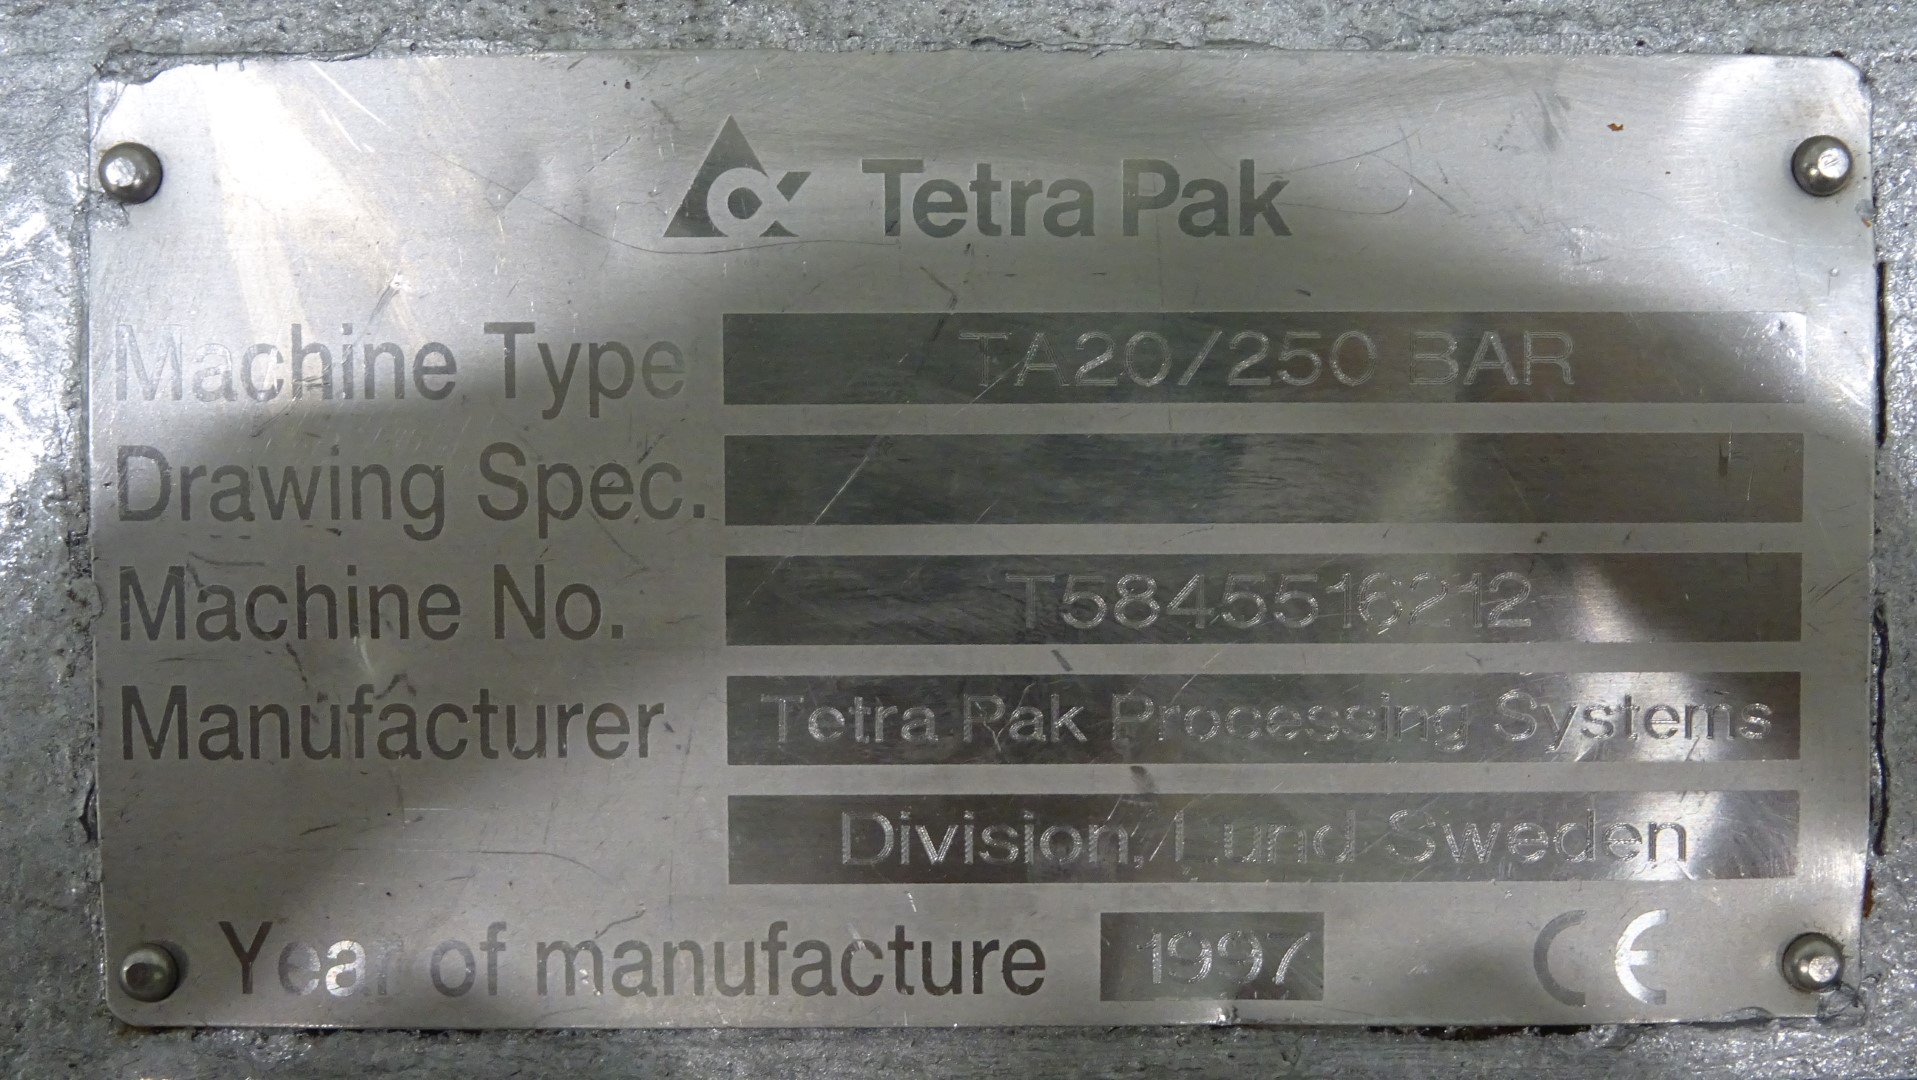 Tetra Pak
Machine Type TA20/250 BAR
Drawing Spec.
Machine No. T5845516212
Manufacturer Tetra Pak Processing Systems
Division, Lund Sweden
Year of manufacture 1997 CE